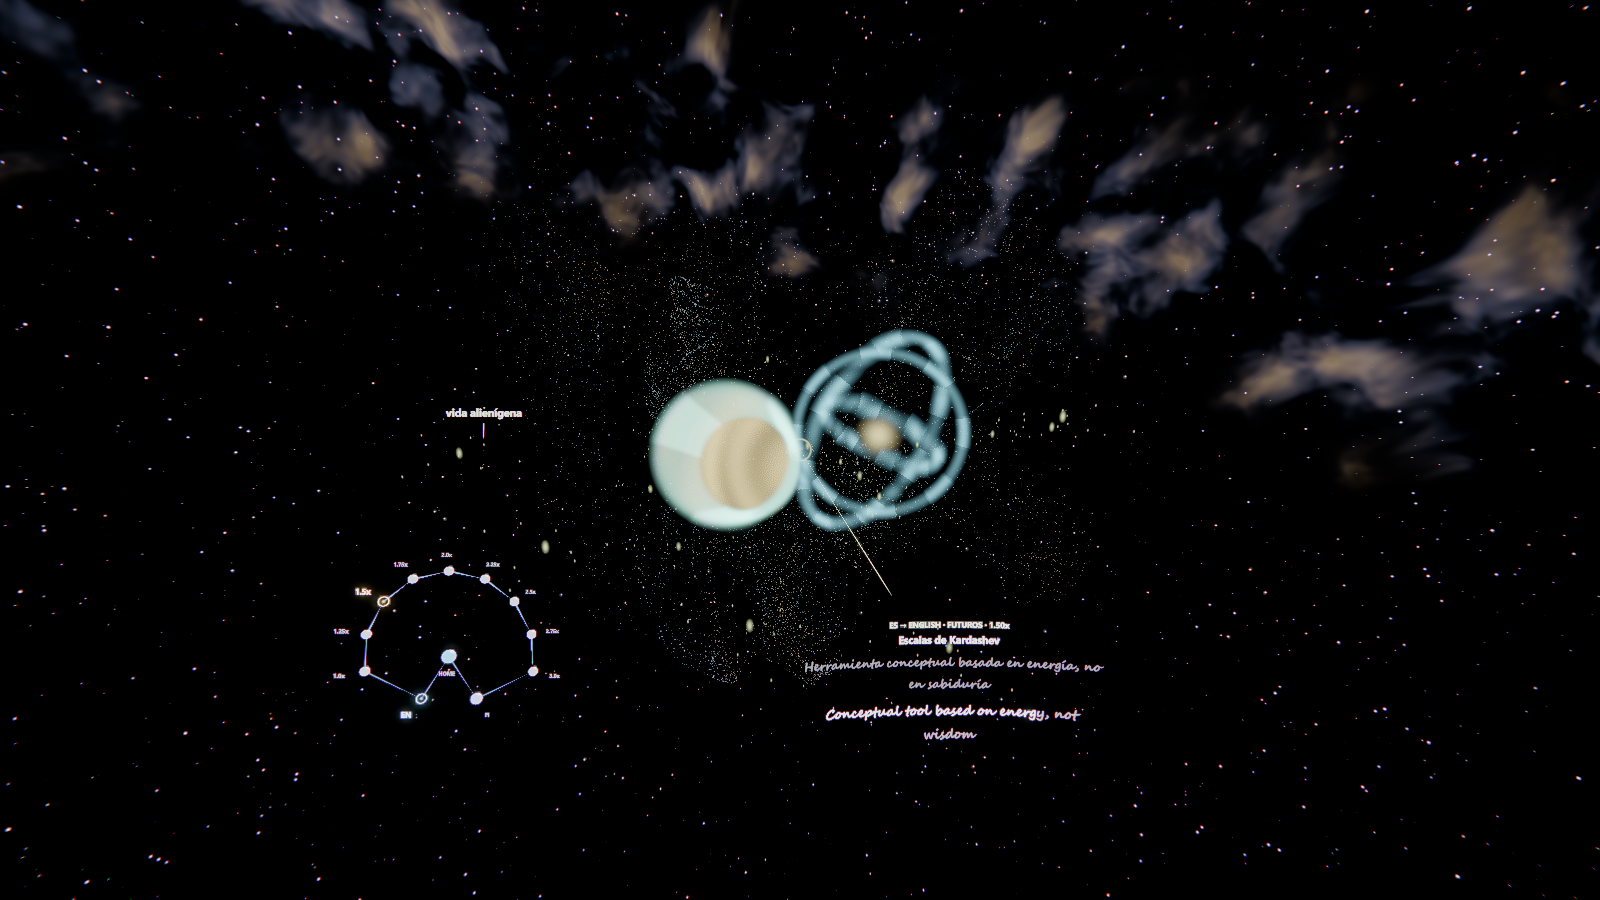 vida alienígena
2.0x
1.75x
2.25x
1.5x
2.5x
1.25x
2.75x
1.0x
HOME
3.0x
EN
ES → ENGLISH • FUTUROS • 1.50x
Escalas de Kardashev
Herramienta conceptual basada en energía, no
en sabiduría
Conceptual tool based on energy, not
wisdom